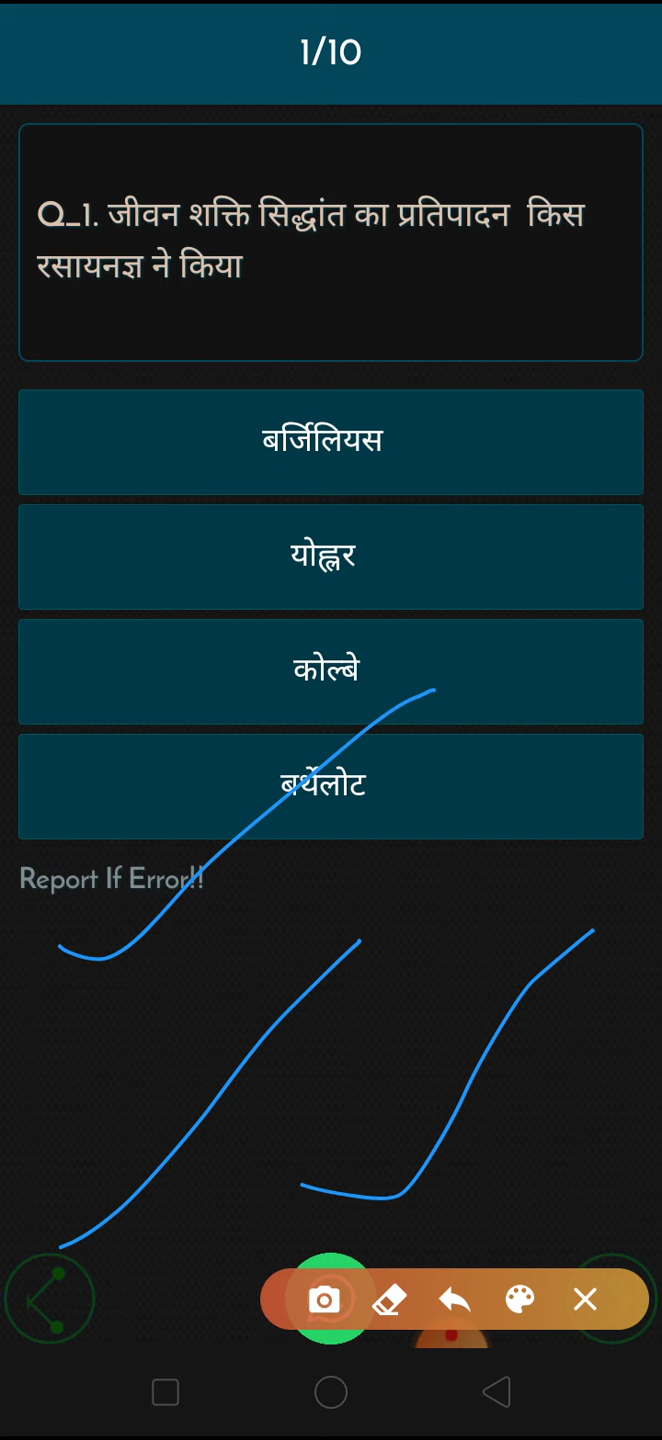 1/10
Q_1. जीवन शक्ति सिद्धांत का प्रतिपादन किस
रसायनज्ञ ने किया
बर्जिलियस
योह्लर
कोल्बे
बर्थेलोट
Report If Error!!